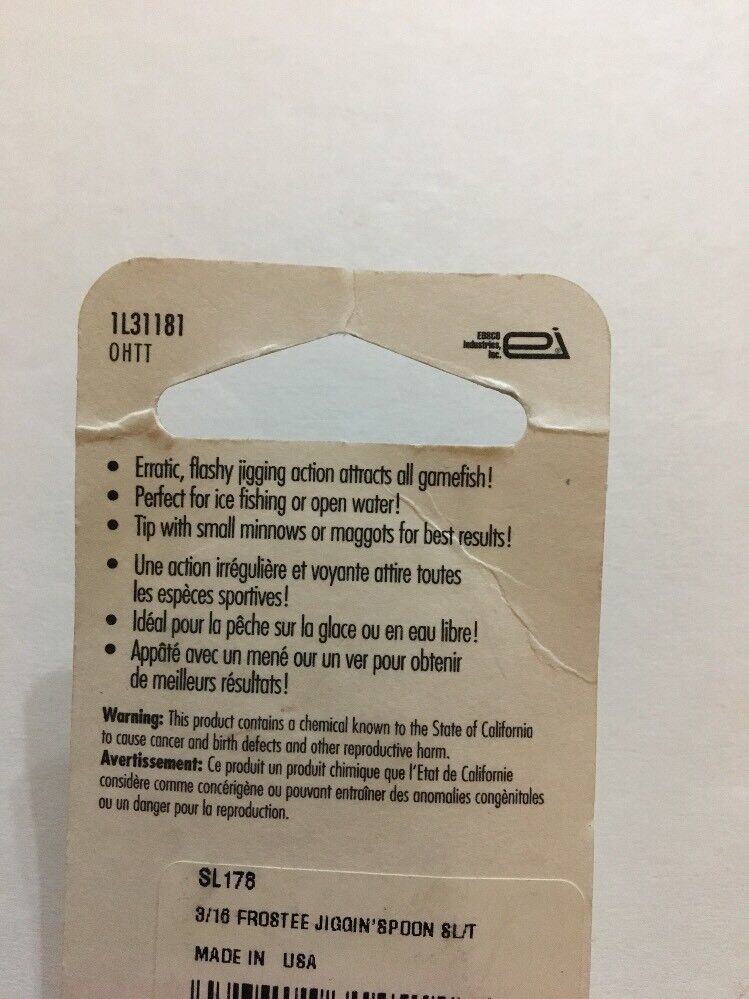 1L31181
OHTT
EBSCO
Industries,
Inc.
ei
• Erratic, flashy jigging action attracts all gamefish!
• Perfect for ice fishing or open water!
• Tip with small minnows or maggots for best results!
• Une action irrégulière et voyante attire toutes
les espèces sportives!
• Idéal pour la pêche sur la glace ou en eau libre!
• Appâté avec un mené our un ver pour obtenir
de meilleurs résultats!
Warning: This product contains a chemical known to the State of California
to cause cancer and birth defects and other reproductive harm.
Avertissement: Ce produit un produit chimique que l'Etat de Californie
considère comme concérigène ou pouvant entraîner des anomalies congènitales
ou un danger pour la reproduction.
SL178
3/16 FROSTEE JIGGIN'SPOON SL/T
MADE IN USA